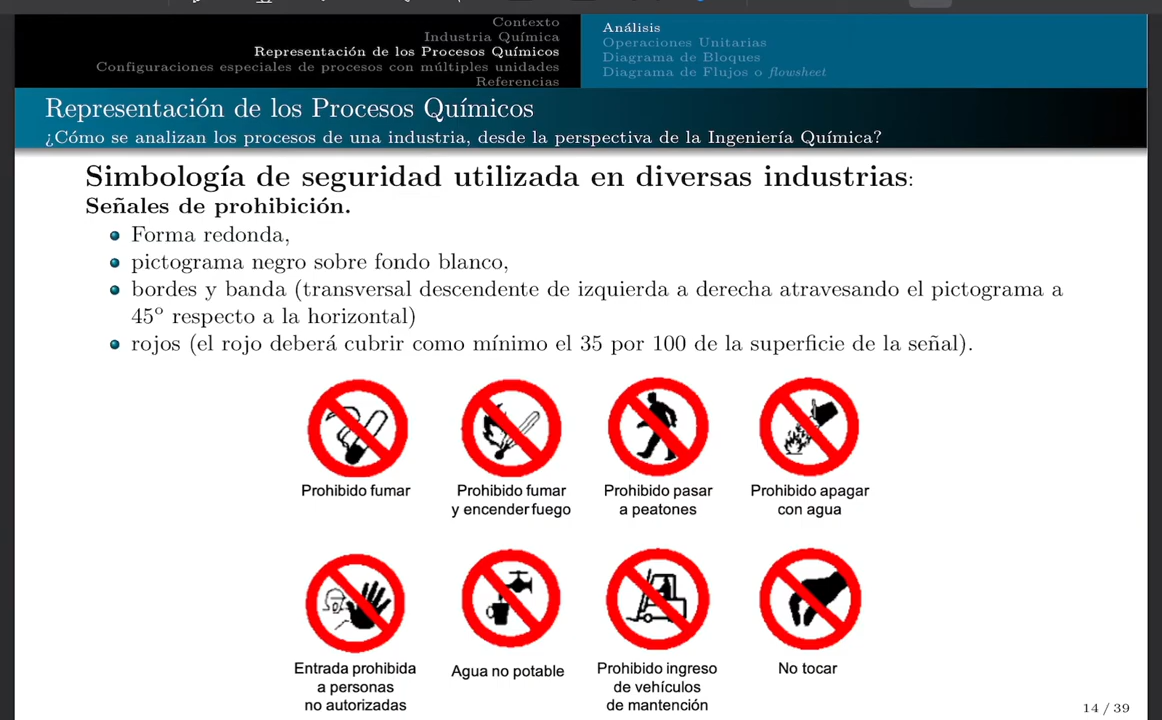 Contexto
Industria Química
Representación de los Procesos Químicos
Configuraciones especiales de procesos con múltiples unidades
Referencias
Análisis
Operaciones Unitarias
Diagrama de Bloques
Diagrama de Flujos o flowsheet
Representación de los Procesos Químicos
¿Cómo se analizan los procesos de una industria, desde la perspectiva de la Ingeniería Química?
Simbología de seguridad utilizada en diversas industrias:
Señales de prohibición.
Forma redonda,
pictograma negro sobre fondo blanco,
bordes y banda (transversal descendente de izquierda a derecha atravesando el pictograma a
45º respecto a la horizontal)
rojos (el rojo deberá cubrir como mínimo el 35 por 100 de la superficie de la señal).
Prohibido fumar
Prohibido fumar
y encender fuego
Prohibido pasar
a peatones
Prohibido apagar
con agua
Entrada prohibida
a personas
no autorizadas
Agua no potable
Prohibido ingreso
de vehículos
de mantención
No tocar
14 / 39